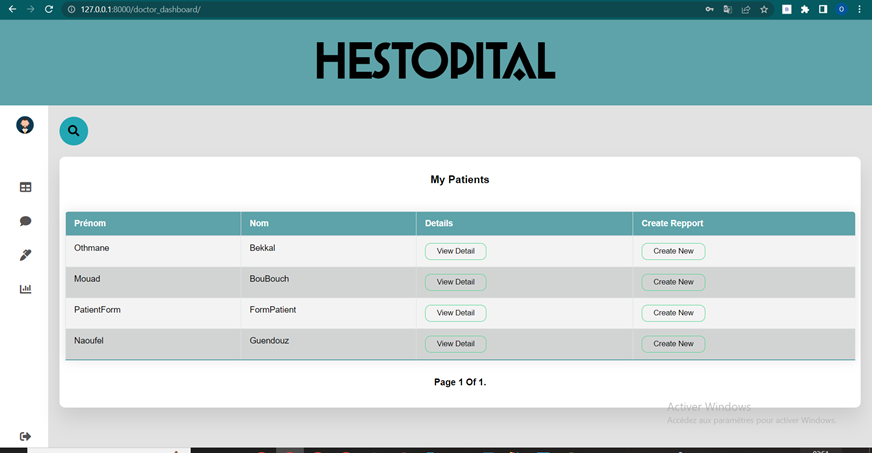 127.0.0.1:8000/doctor_dashboard/
O
HESTOPITAL
My Patients
Prénom Nom Details Create Repport
Othmane Bekkal View Detail Create New
Mouad BouBouch View Detail Create New
PatientForm FormPatient View Detail Create New
Naoufel Guendouz View Detail Create New
Page 1 Of 1.
Activer Windows
Accédez aux paramètres pour activer Windows.